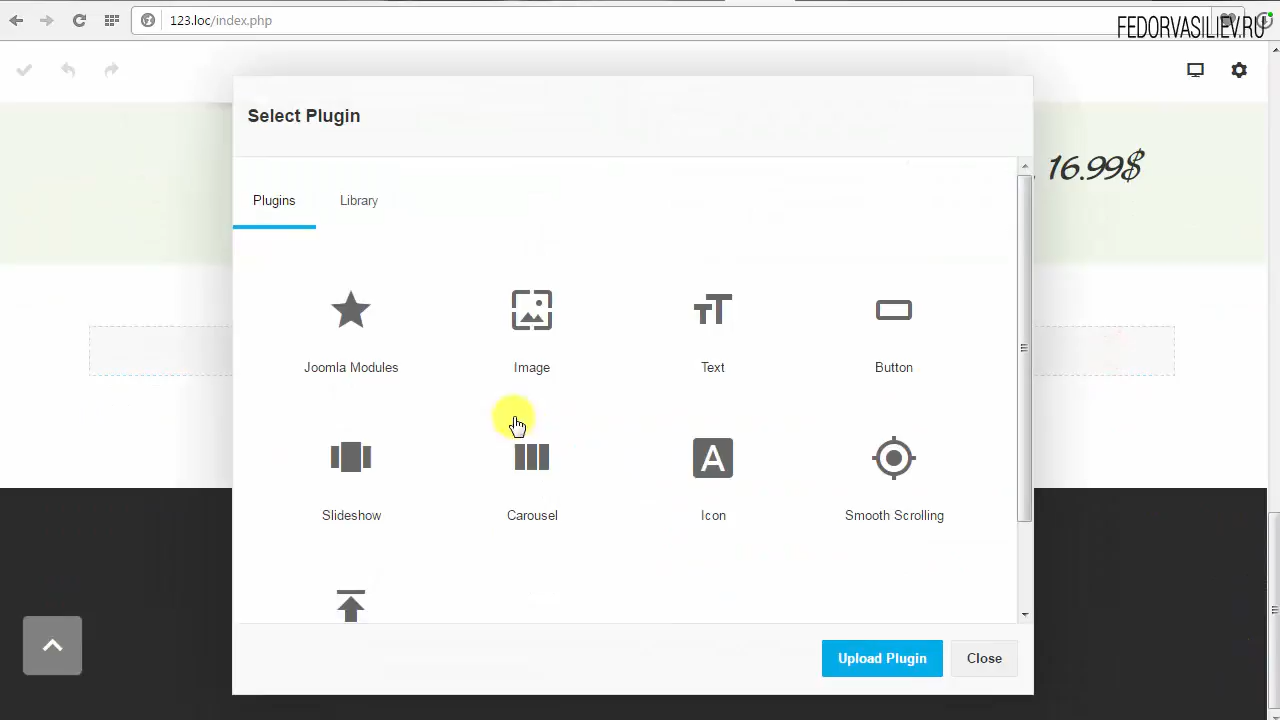 123.loc/index.php
FEDORVASILIEV.RU
Select Plugin
16.99$
Plugins
Library
Joomla Modules
Image
Text
Button
Slideshow
Carousel
Icon
Smooth Scrolling
Upload Plugin
Close